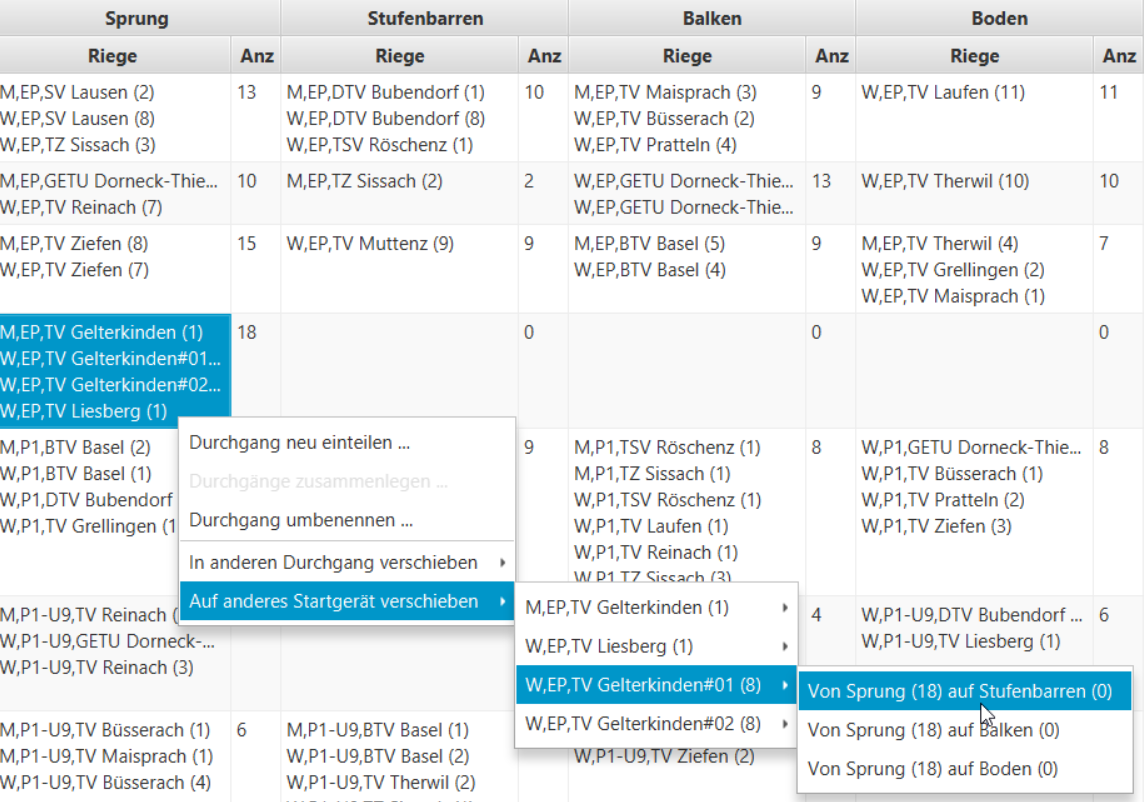 Sprung Stufenbarren Balken Boden
Riege Anz Riege Anz Riege Anz Riege Anz
M,EP,SV Lausen (2) 13 M,EP,DTV Bubendorf (1) 10 M,EP,TV Maisprach (3) 9 W,EP,TV Laufen (11) 11
W,EP,SV Lausen (8) W,EP,DTV Bubendorf (8) W,EP,TV Büsserach (2)
W,EP,TZ Sissach (3) W,EP,TSV Röschenz (1) W,EP,TV Pratteln (4)
M,EP,GETU Dorneck-Thie... 10 M,EP,TZ Sissach (2) 2 W,EP,GETU Dorneck-Thie... 13 W,EP,TV Therwil (10) 10
W,EP,TV Reinach (7) W,EP,GETU Dorneck-Thie...
M,EP,TV Ziefen (8) 15 W,EP,TV Muttenz (9) 9 M,EP,BTV Basel (5) 9 M,EP,TV Therwil (4) 7
W,EP,TV Ziefen (7) W,EP,BTV Basel (4) W,EP,TV Grellingen (2)
W,EP,TV Maisprach (1)
M,EP,TV Gelterkinden (1) 18 0 0 0
W,EP,TV Gelterkinden#01...
W,EP,TV Gelterkinden#02...
W,EP,TV Liesberg (1)
Durchgang neu einteilen ...
Durchgänge zusammenlegen ...
Durchgang umbenennen ...
In anderen Durchgang verschieben
Auf anderes Startgerät verschieben
M,P1,BTV Basel (2) 9 M,P1,TSV Röschenz (1) 8 W,P1,GETU Dorneck-Thie... 8
W,P1,BTV Basel (1) M,P1,TZ Sissach (1) W,P1,TV Büsserach (1)
W,P1,DTV Bubendorf W,P1,TSV Röschenz (1) W,P1,TV Pratteln (2)
W,P1,TV Grellingen (1 W,P1,TV Laufen (1) W,P1,TV Ziefen (3)
W,P1,TV Reinach (1)
W,P1,TZ Sissach (3)
M,EP,TV Gelterkinden (1)
W,EP,TV Liesberg (1)
W,EP,TV Gelterkinden#01 (8)
W,EP,TV Gelterkinden#02 (8)
M,P1-U9,TV Reinach ( 4 W,P1-U9,DTV Bubendorf ... 6
W,P1-U9,GETU Dorneck-... W,P1-U9,TV Liesberg (1)
W,P1-U9,TV Reinach (3)
Von Sprung (18) auf Stufenbarren (0)
Von Sprung (18) auf Balken (0)
Von Sprung (18) auf Boden (0)
M,P1-U9,TV Büsserach (1) 6 M,P1-U9,BTV Basel (1)
M,P1-U9,TV Maisprach (1) W,P1-U9,BTV Basel (2) W,P1-U9,TV Ziefen (2)
W,P1-U9,TV Büsserach (4) W,P1-U9,TV Therwil (2)